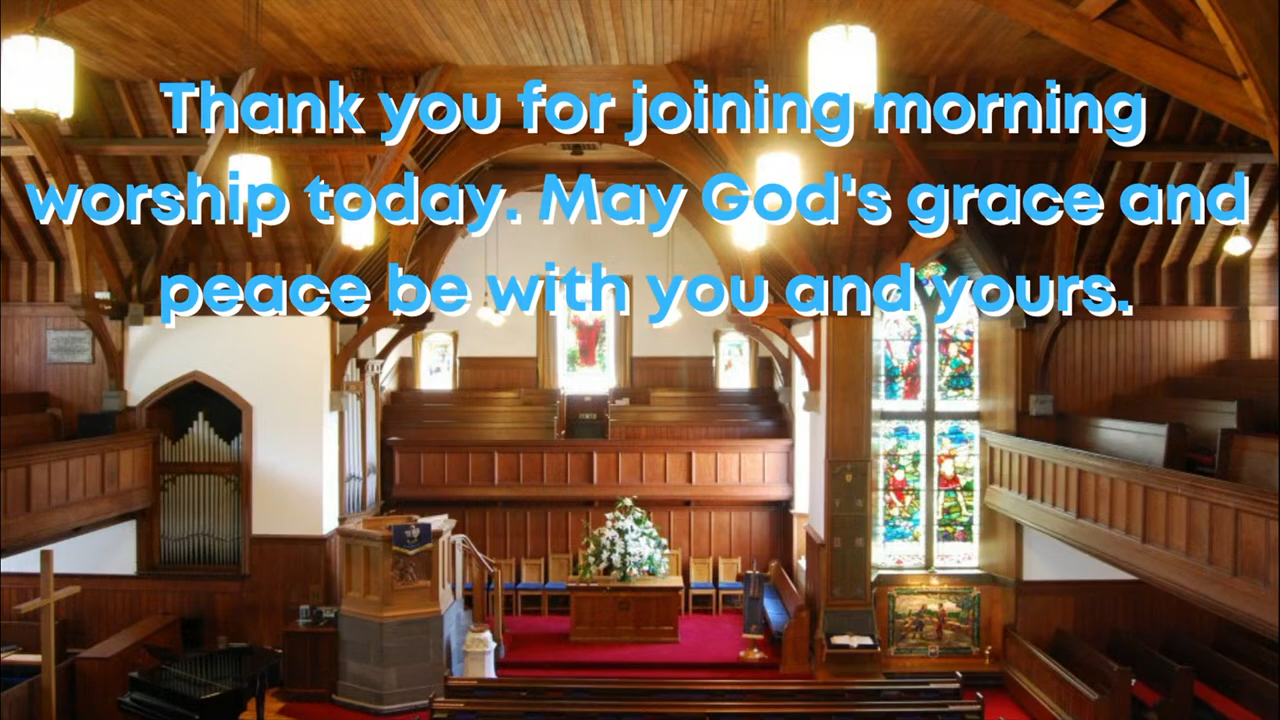 Thank you for joining morning
worship today. May God's grace and
peace be with you and yours.